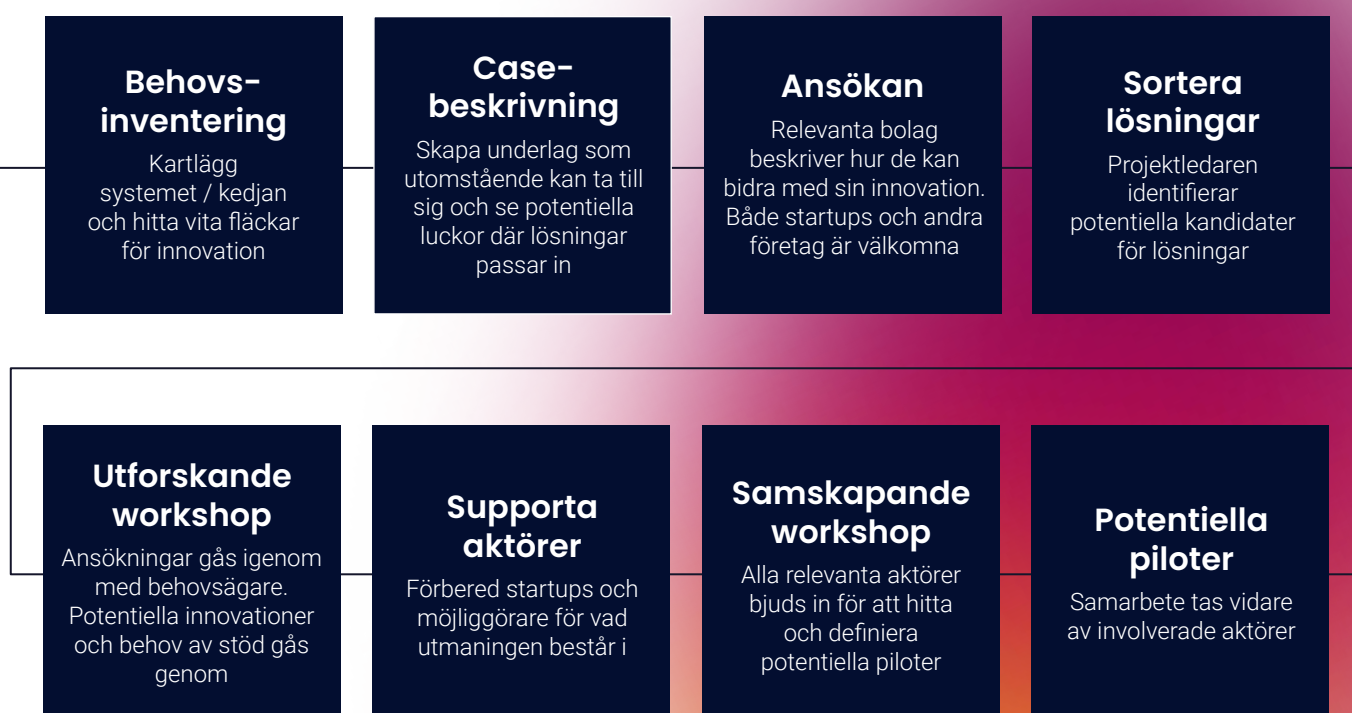 Behovs-
inventering
Kartlägg
systemet / kedjan
och hitta vita fläckar
för innovation
Case-
beskrivning
Skapa underlag som
utomstående kan ta till
sig och se potentiella
luckor där lösningar
passar in
Ansökan
Relevanta bolag
beskriver hur de kan
bidra med sin innovation.
Både startups och andra
företag är välkomna
Sortera
lösningar
Projektledaren
identifierar
potentiella kandidater
för lösningar
Utforskande
workshop
Ansökningar gås igenom
med behovsägare.
Potentiella innovationer
och behov av stöd gås
genom
Supporta
aktörer
Förbered startups och
möjliggörare för vad
utmaningen består i
Samskapande
workshop
Alla relevanta aktörer
bjuds in för att hitta
och definiera
potentiella piloter
Potentiella
piloter
Samarbete tas vidare
av involverade aktörer